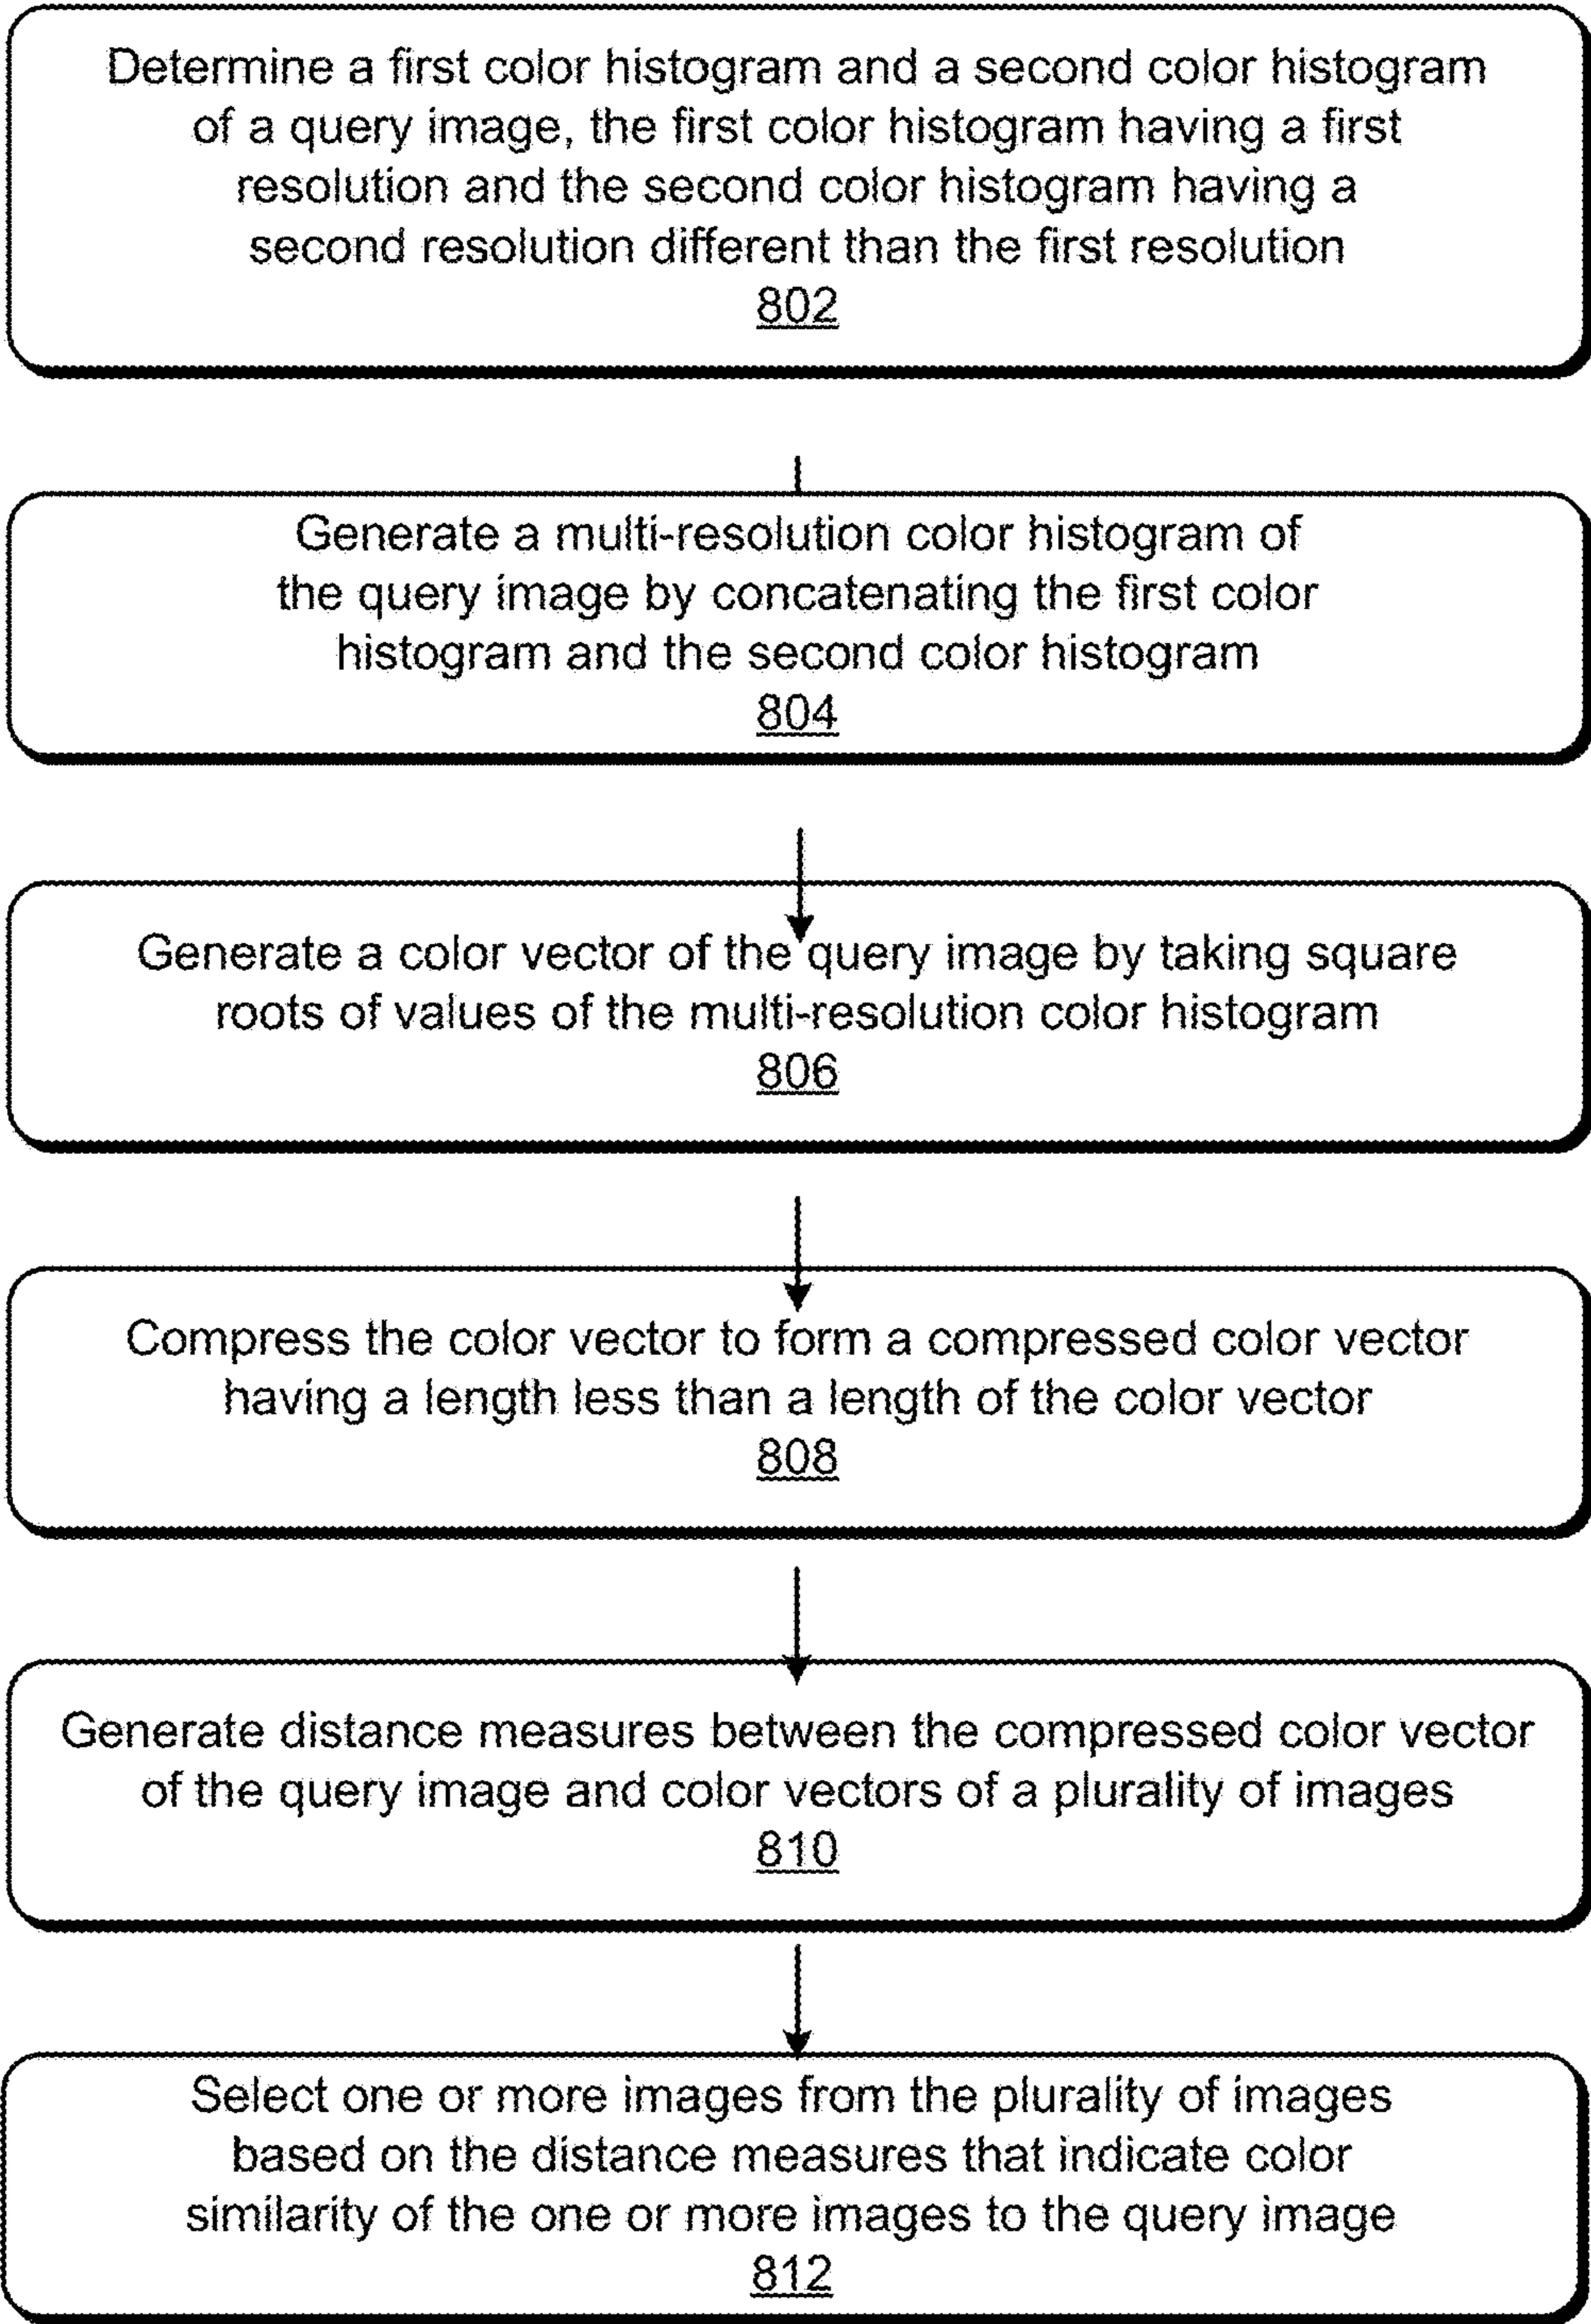 Determine a first color histogram and a second color histogram
of a query image, the first color histogram having a first
resolution and the second color histogram having a
second resolution different than the first resolution
802
Generate a multi-resolution color histogram of
the query image by concatenating the first color
histogram and the second color histogram
804
Generate a color vector of the query image by taking square
roots of values of the multi-resolution color histogram
806
Compress the color vector to form a compressed color vector
having a length less than a length of the color vector
808
Generate distance measures between the compressed color vector
of the query image and color vectors of a plurality of images
810
Select one or more images from the plurality of images
based on the distance measures that indicate color
similarity of the one or more images to the query image
812